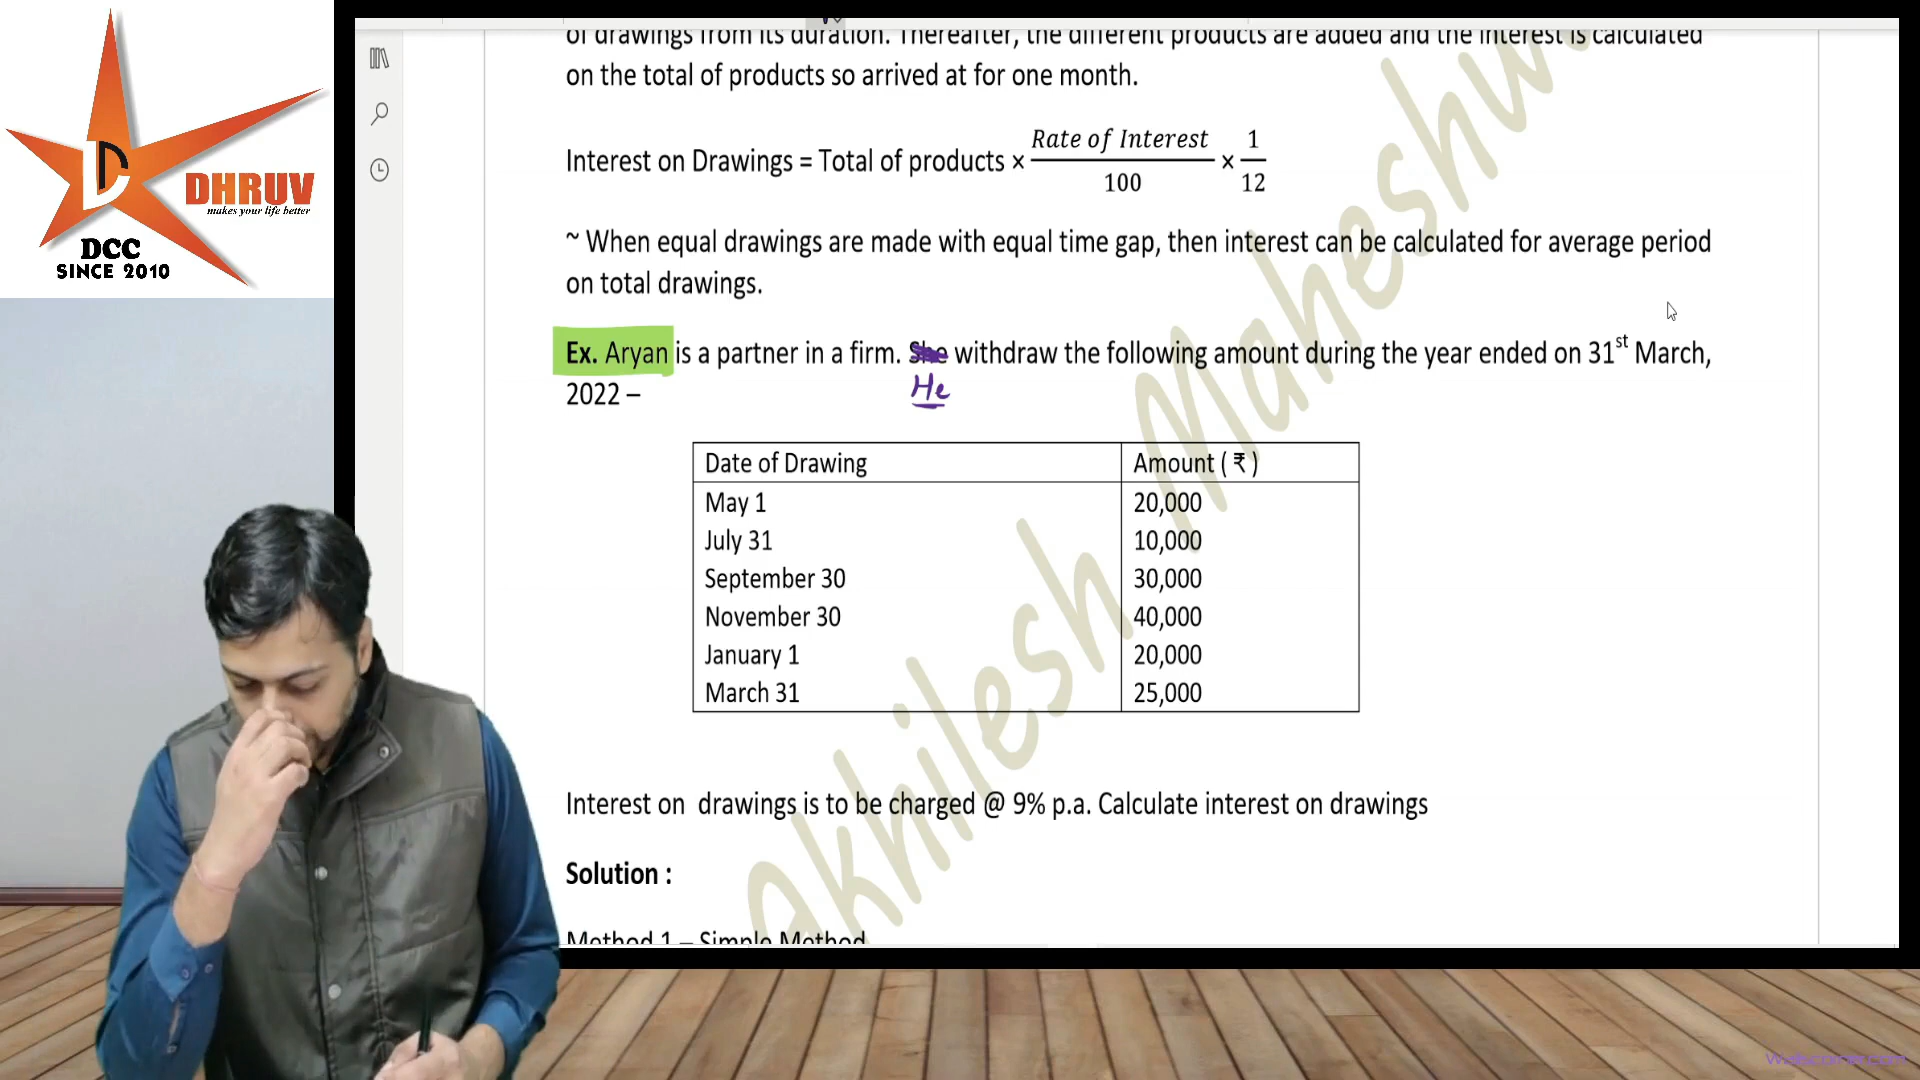 D
DHRUV
makes your life better
DCC
SINCE 2010
of drawings from its duration. Thereafter, the different products are added and the interest is calculated
on the total of products so arrived at for one month.
Interest on Drawings = Total of products × Rate of Interest / 100 × 1 / 12
~ When equal drawings are made with equal time gap, then interest can be calculated for average period
on total drawings.
Ex. Aryan is a partner in a firm. She withdraw the following amount during the year ended on 31st March,
He
2022 –
Date of Drawing Amount ( ₹ )
May 1 20,000
July 31 10,000
September 30 30,000
November 30 40,000
January 1 20,000
March 31 25,000
Interest on drawings is to be charged @ 9% p.a. Calculate interest on drawings
Solution :
Method 1 – Simple Method
Akhilesh Maheshw